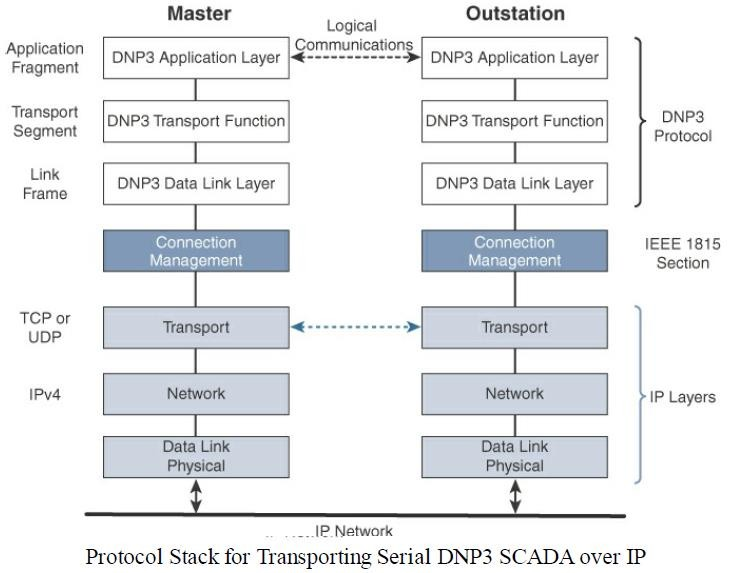 Master
Outstation
Logical
Communications
Application
Fragment
DNP3 Application Layer
DNP3 Application Layer
Transport
Segment
DNP3 Transport Function
DNP3 Transport Function
DNP3
Protocol
Link
Frame
DNP3 Data Link Layer
DNP3 Data Link Layer
Connection
Management
Connection
Management
IEEE 1815
Section
TCP or
UDP
Transport
Transport
IPv4
Network
Network
IP Layers
Data Link
Physical
Data Link
Physical
IP Network
Protocol Stack for Transporting Serial DNP3 SCADA over IP